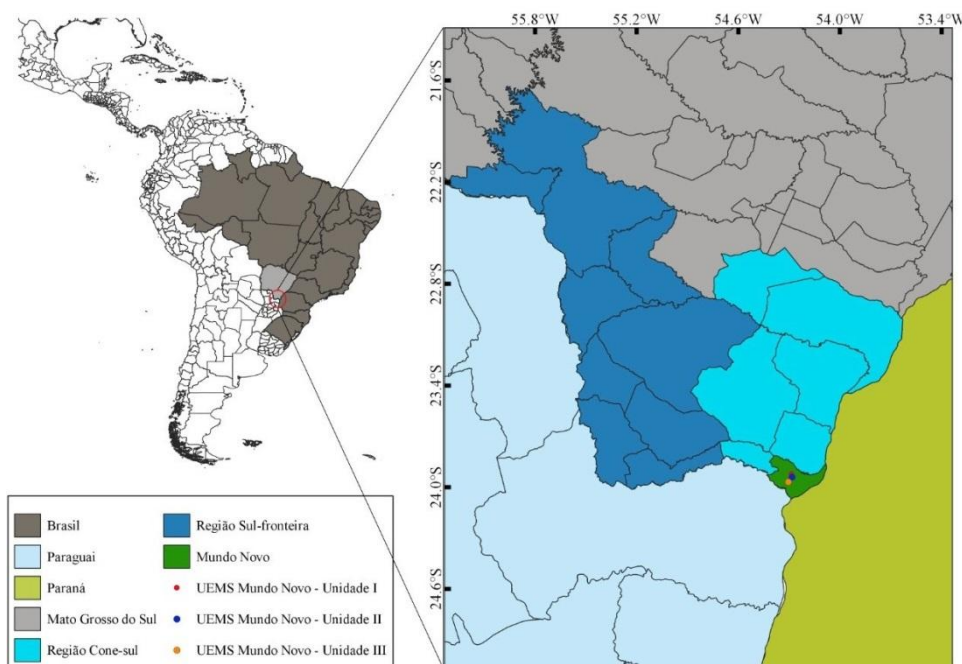 55.8°W 55.2°W 54.6°W 54.0°W 53.4°W
21.6°S
22.2°S
22.8°S
23.4°S
24.0°S
24.6°S
Brasil
Paraguai
Paraná
Mato Grosso do Sul
Região Cone-sul
Região Sul-fronteira
Mundo Novo
UEMS Mundo Novo - Unidade I
UEMS Mundo Novo - Unidade II
UEMS Mundo Novo - Unidade III